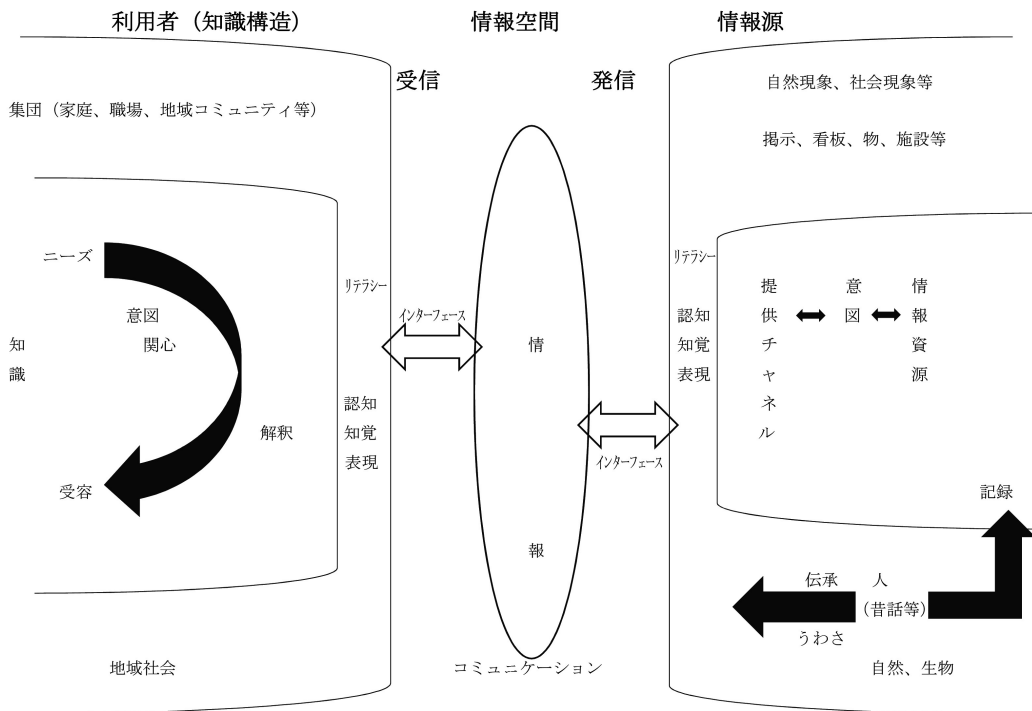 利用者（知識構造）
情報空間
情報源
受信
発信
集団（家庭、職場、地域コミュニティ等）
ニーズ
意図
関心
知識
解釈
受容
リテラシー
認知
知覚
表現
地域社会
インターフェース
情報
コミュニケーション
インターフェース
自然現象、社会現象等
掲示、看板、物、施設等
リテラシー
認知
知覚
表現
提供チャネル
意図
情報資源
記録
伝承
人
（昔話等）
うわさ
自然、生物